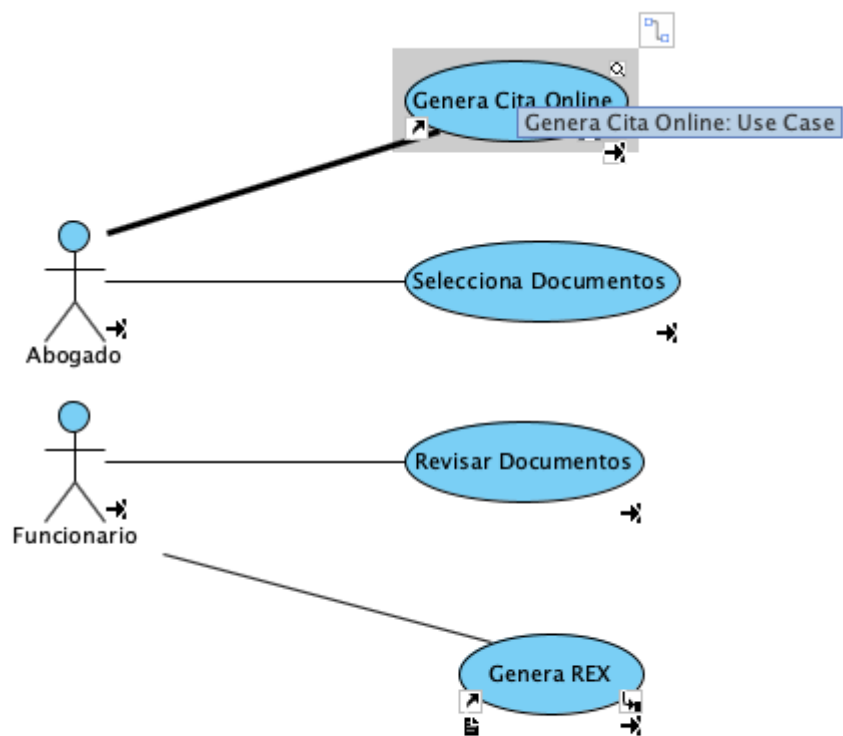 Genera Cita Online
Genera Cita Online: Use Case
Selecciona Documentos
Abogado
Revisar Documentos
Funcionario
Genera REX